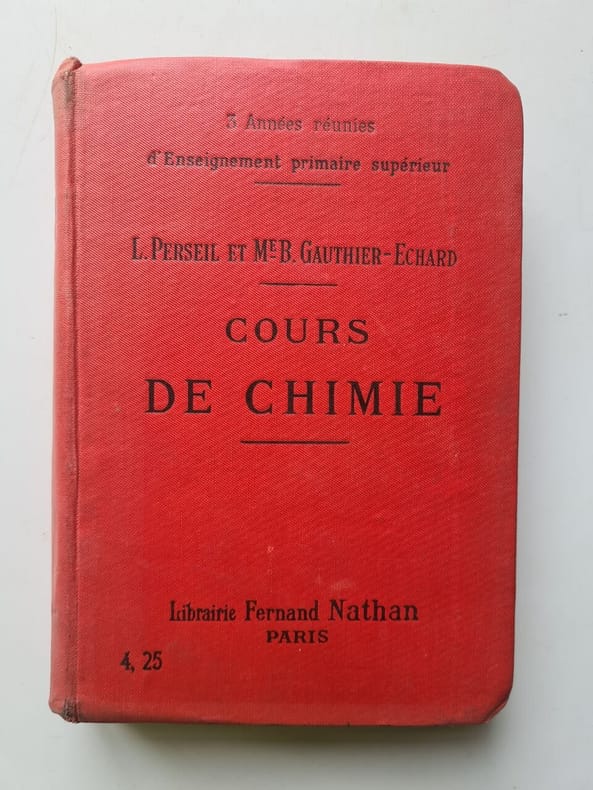 3 Années réunies
d'Enseignement primaire supérieur
L. PERSEIL ET ME B. GAUTHIER-ECHARD
COURS
DE CHIMIE
Librairie Fernand Nathan
PARIS
4, 25